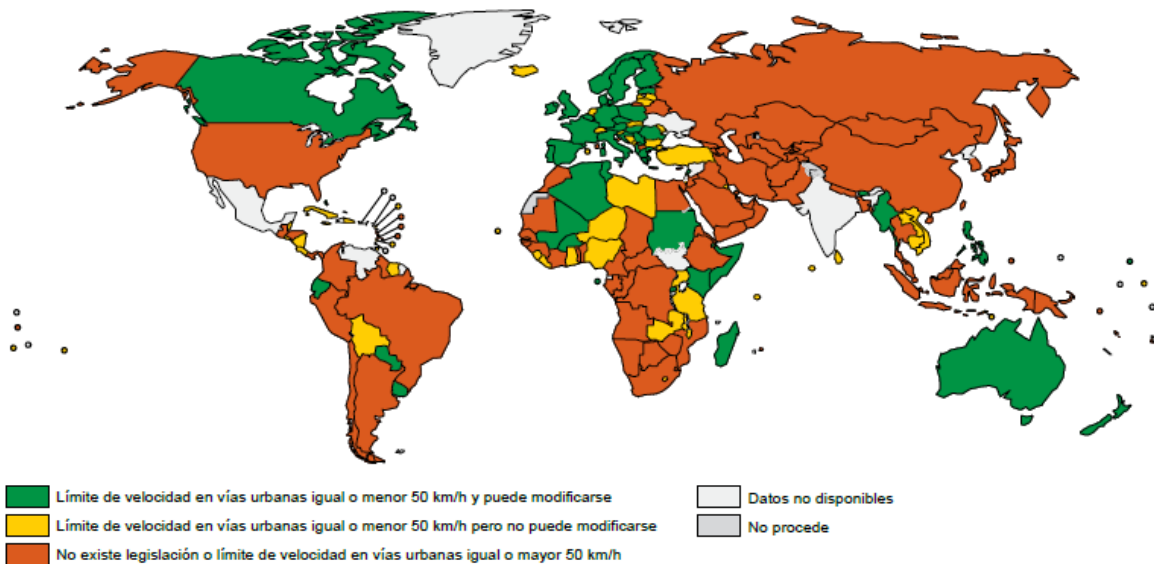 Límite de velocidad en vías urbanas igual o menor 50 km/h y puede modificarse
Límite de velocidad en vías urbanas igual o menor 50 km/h pero no puede modificarse
No existe legislación o límite de velocidad en vías urbanas igual o mayor 50 km/h
Datos no disponibles
No procede